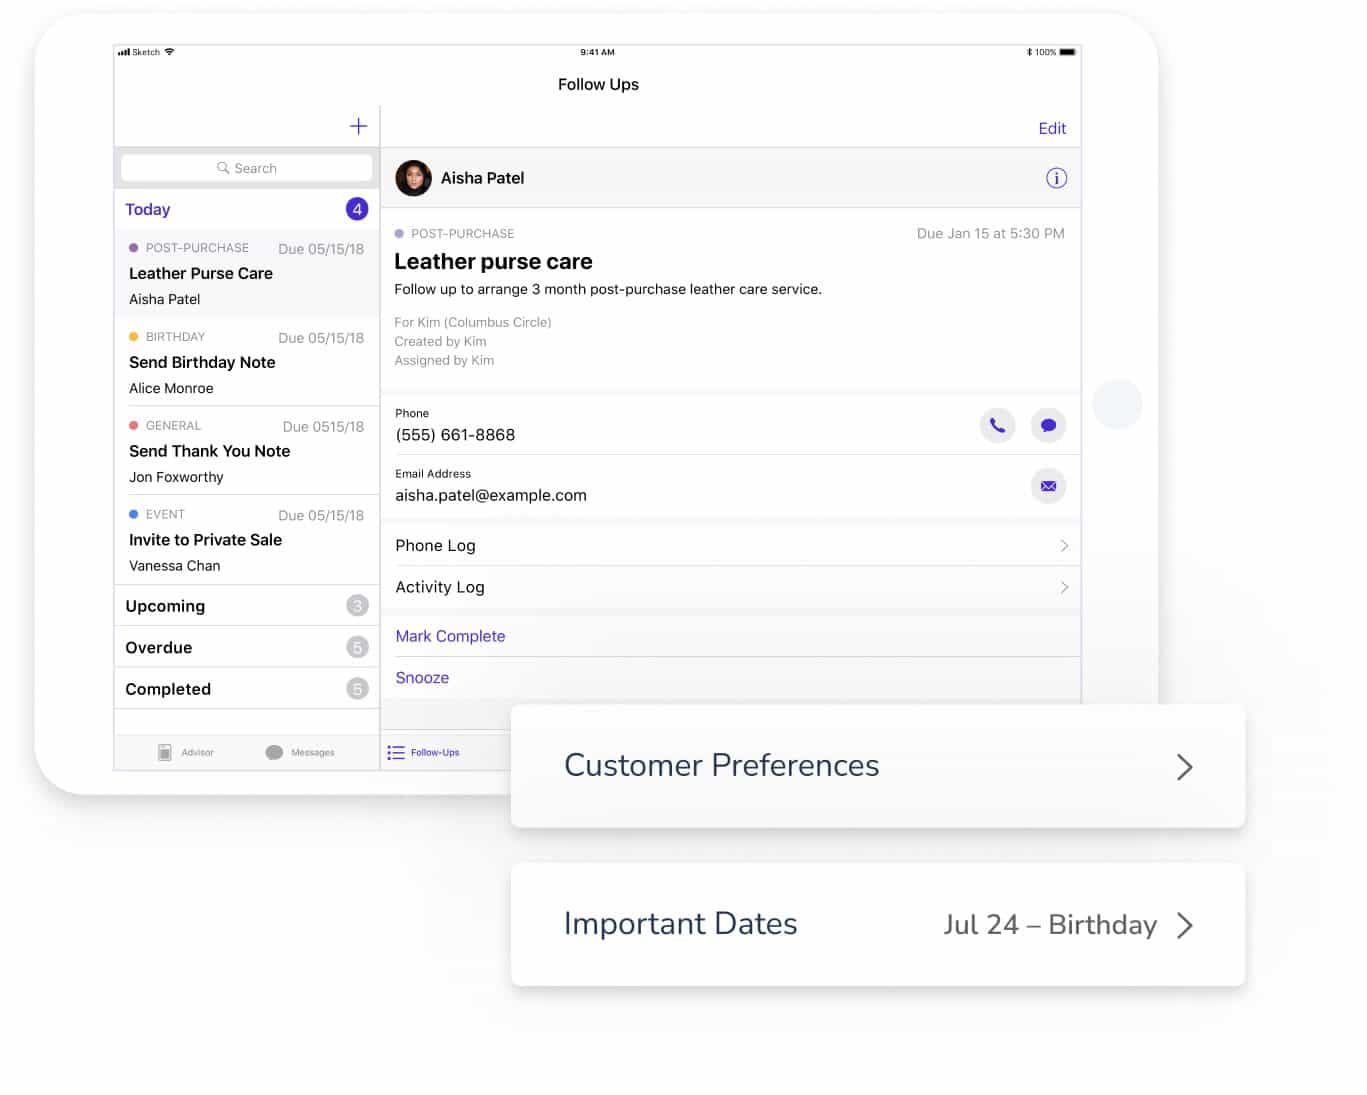 Sketch
9:41 AM
100%
Follow Ups
Edit
Search
Today
4
POST-PURCHASE Due 05/15/18
Leather Purse Care
Aisha Patel
BIRTHDAY Due 05/15/18
Send Birthday Note
Alice Monroe
GENERAL Due 0515/18
Send Thank You Note
Jon Foxworthy
EVENT Due 05/15/18
Invite to Private Sale
Vanessa Chan
Upcoming 3
Overdue 5
Completed 5
Advisor
Messages
Follow-Ups
Aisha Patel
POST-PURCHASE Due Jan 15 at 5:30 PM
Leather purse care
Follow up to arrange 3 month post-purchase leather care service.
For Kim (Columbus Circle)
Created by Kim
Assigned by Kim
Phone
(555) 661-8868
Email Address
aisha.patel@example.com
Phone Log
Activity Log
Mark Complete
Snooze
Customer Preferences
Important Dates Jul 24 – Birthday